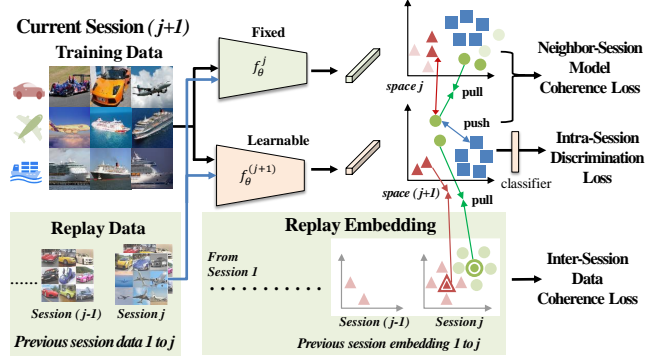 Current Session (j+1)
Training Data
Fixed
f_θ^j
Learnable
f_θ^(j+1)
space j
pull
push
space (j+1)
pull
classifier
Neighbor-Session
Model
Coherence Loss
Intra-Session
Discrimination
Loss
Inter-Session
Data
Coherence Loss
Replay Data
Session (j-1)
Session j
Previous session data 1 to j
Replay Embedding
From
Session 1
Session (j-1)
Session j
Previous session embedding 1 to j